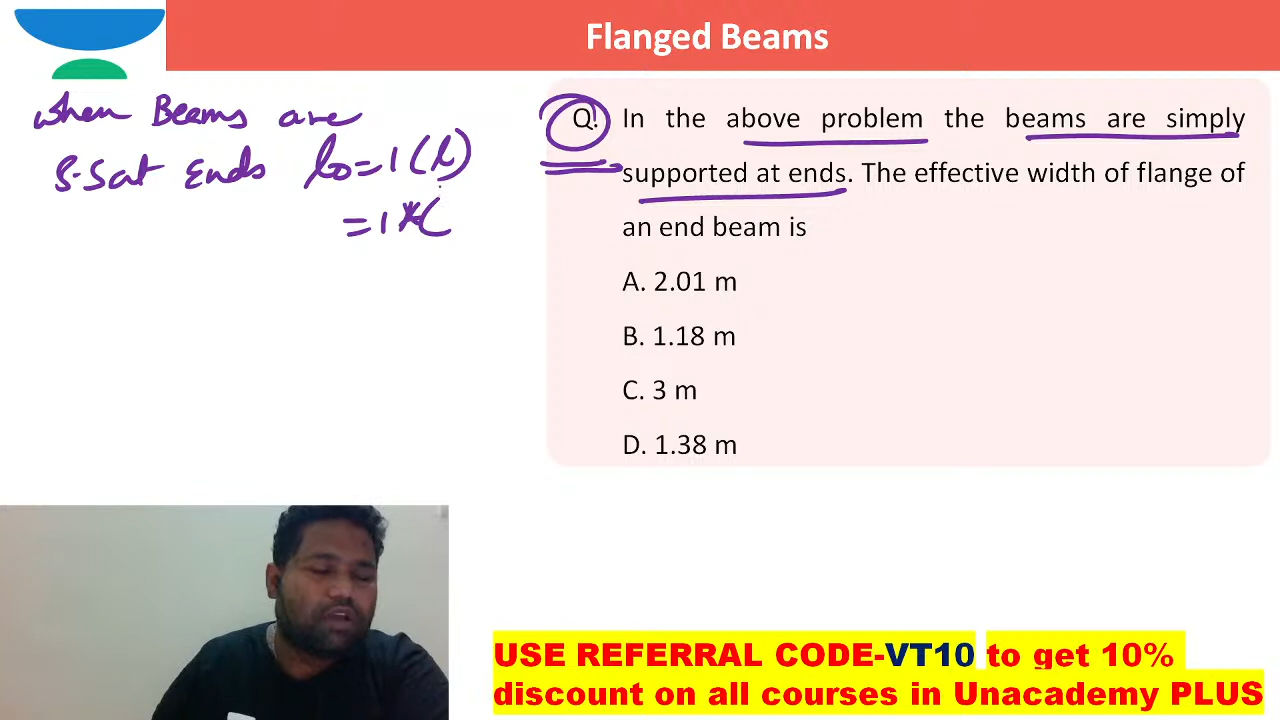 Flanged Beams
When Beams are
S.S at Ends lo=1(L)
=1*
Q. In the above problem the beams are simply
supported at ends. The effective width of flange of
an end beam is
A. 2.01 m
B. 1.18 m
C. 3 m
D. 1.38 m
USE REFERRAL CODE-VT10 to get 10%
discount on all courses in Unacademy PLUS